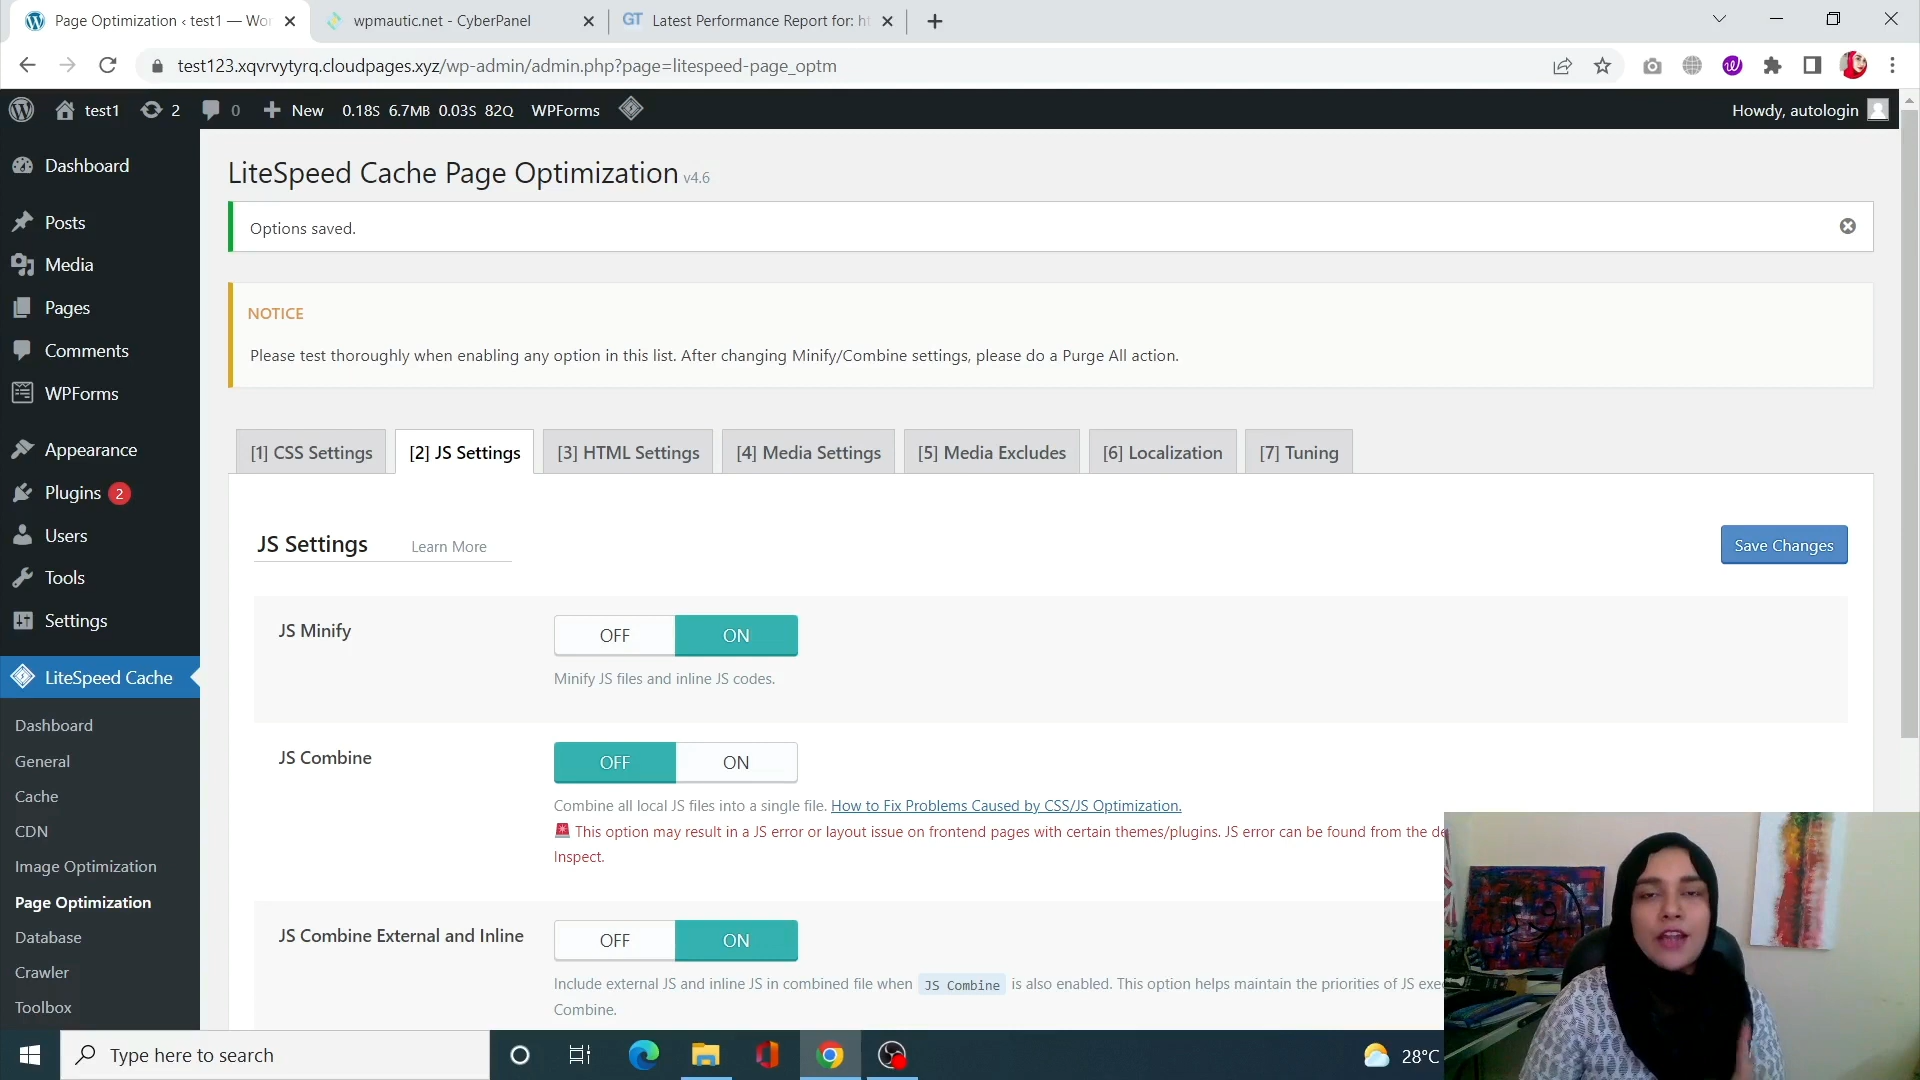 Page Optimization ‹ test1 — Wo
wpmautic.net - CyberPanel
GT Latest Performance Report for: ht
test123.xqvrvytyrq.cloudpages.xyz/wp-admin/admin.php?page=litespeed-page_optm
test1
2
0
New
0.18S 6.7MB 0.03S 82Q
WPForms
Howdy, autologin
Dashboard
Posts
Media
Pages
Comments
WPForms
Appearance
Plugins 2
Users
Tools
Settings
LiteSpeed Cache
Dashboard
General
Cache
CDN
Image Optimization
Page Optimization
Database
Crawler
Toolbox
LiteSpeed Cache Page Optimization v4.6
Options saved.
NOTICE
Please test thoroughly when enabling any option in this list. After changing Minify/Combine settings, please do a Purge All action.
[1] CSS Settings
[2] JS Settings
[3] HTML Settings
[4] Media Settings
[5] Media Excludes
[6] Localization
[7] Tuning
JS Settings
Learn More
Save Changes
JS Minify
OFF
ON
Minify JS files and inline JS codes.
JS Combine
OFF
ON
Combine all local JS files into a single file. How to Fix Problems Caused by CSS/JS Optimization.
This option may result in a JS error or layout issue on frontend pages with certain themes/plugins. JS error can be found from the de
Inspect.
JS Combine External and Inline
OFF
ON
Include external JS and inline JS in combined file when JS Combine is also enabled. This option helps maintain the priorities of JS exe
Combine.
Type here to search
28°C